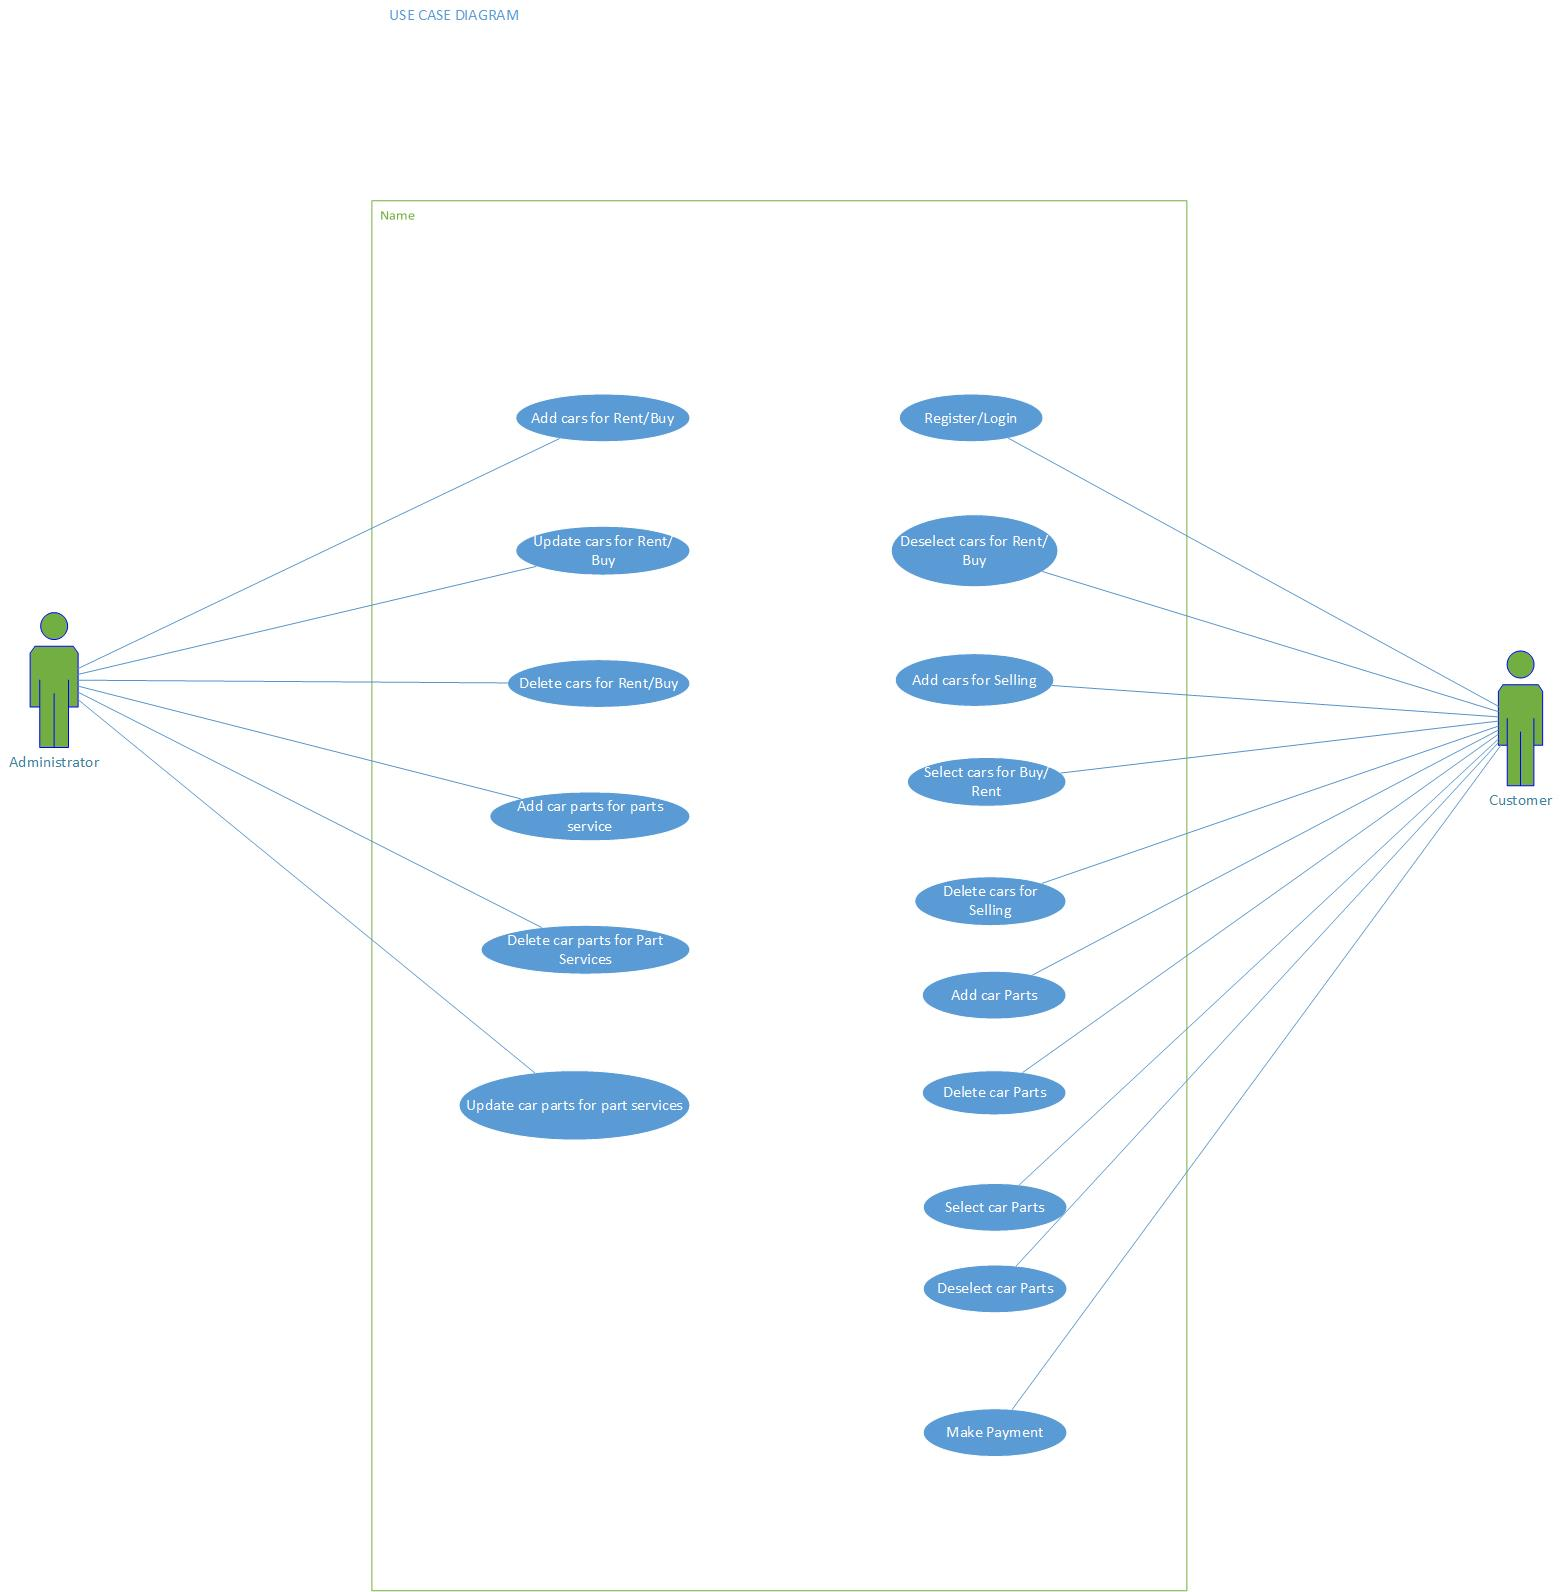 USE CASE DIAGRAM
Name
Add cars for Rent/Buy
Register/Login
Update cars for Rent/
Buy
Deselect cars for Rent/
Buy
Delete cars for Rent/Buy
Add cars for Selling
Administrator
Customer
Select cars for Buy/
Rent
Add car parts for parts
service
Delete cars for
Selling
Delete car parts for Part
Services
Add car Parts
Delete car Parts
Update car parts for part services
Select car Parts
Deselect car Parts
Make Payment